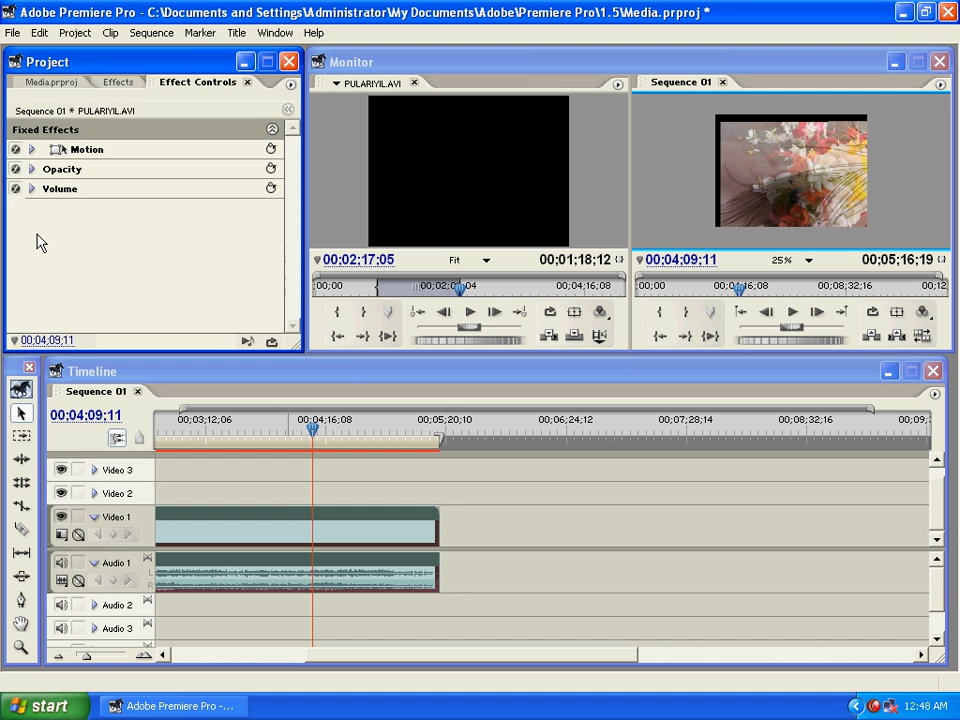 Adobe Premiere Pro - C:\Documents and Settings\Administrator\My Documents\Adobe\Premiere Pro\1.5\Media.prproj *
File Edit Project Clip Sequence Marker Title Window Help
Project
Media.prproj Effects Effect Controls
Sequence 01 * PULARIYIL.AVI
Fixed Effects
Motion
Opacity
Volume
00;04;09;11
Monitor
PULARIYIL.AVI
Sequence 01
00;02;17;05 Fit 00;01;18;12
00;04;09;11 25% 00;05;16;19
;00;00 00;04;16;08
00;00 00;08;32;16 00;12
Timeline
Sequence 01
00;04;09;11
00;03;12;06 00;04;16;08 00;05;20;10 00;06;24;12 00;07;28;14 00;08;32;16
Video 3
Video 2
Video 1
Audio 1
L
R
Audio 2
Audio 3
start
Adobe Premiere Pro -...
12:48 AM